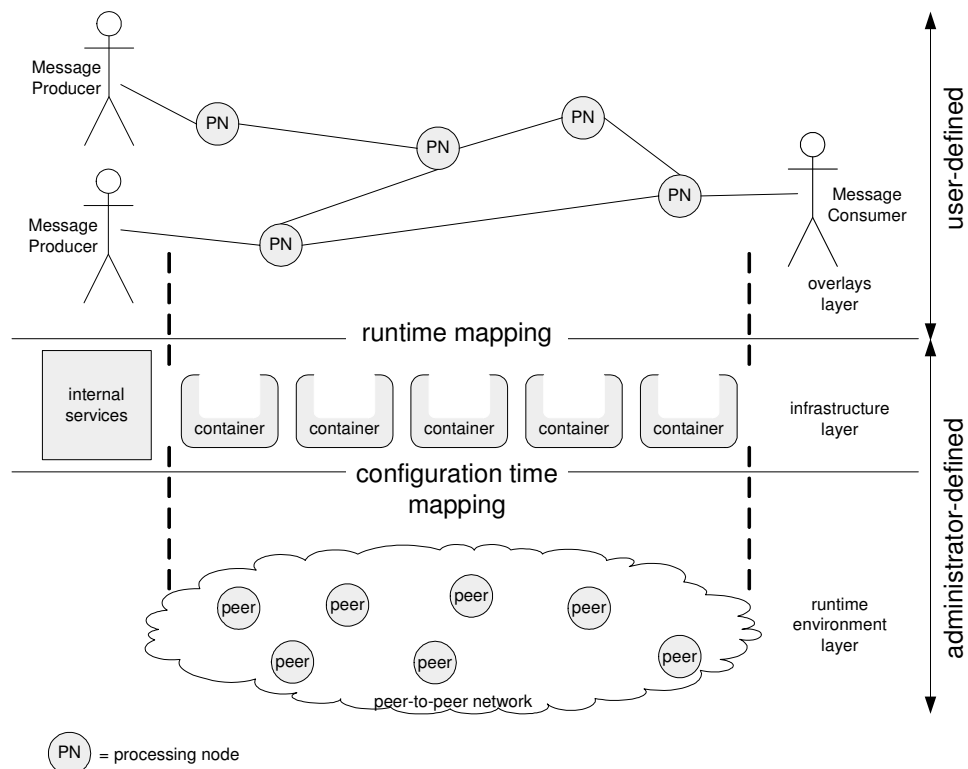 Message
Producer
PN
PN
PN
PN
PN
Message
Producer
Message
Consumer
overlays
layer
user-defined
runtime mapping
internal
services
container
container
container
container
container
infrastructure
layer
configuration time
mapping
administrator-defined
peer
peer
peer
peer
peer
peer
peer
peer-to-peer network
runtime
environment
layer
PN = processing node